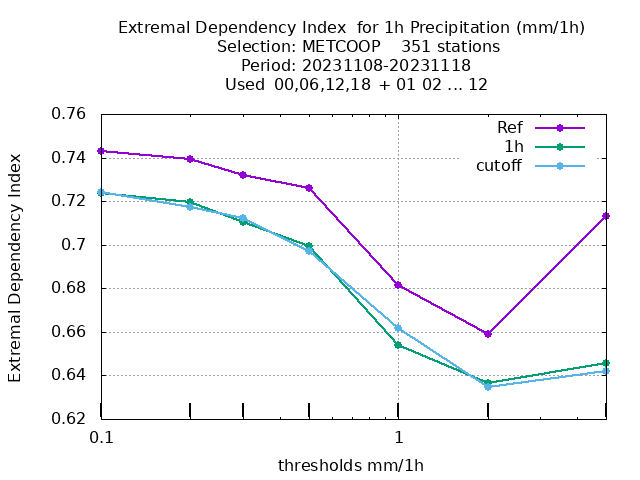 Extremal Dependency Index  for 1h Precipitation (mm/1h)
Selection: METCOOP    351 stations
Period: 20231108-20231118
Used  00,06,12,18  + 01 02 ... 12
Ref
1h
cutoff
0.76
0.74
0.72
0.7
0.68
0.66
0.64
0.62
Extremal Dependency Index
0.1
1
thresholds mm/1h